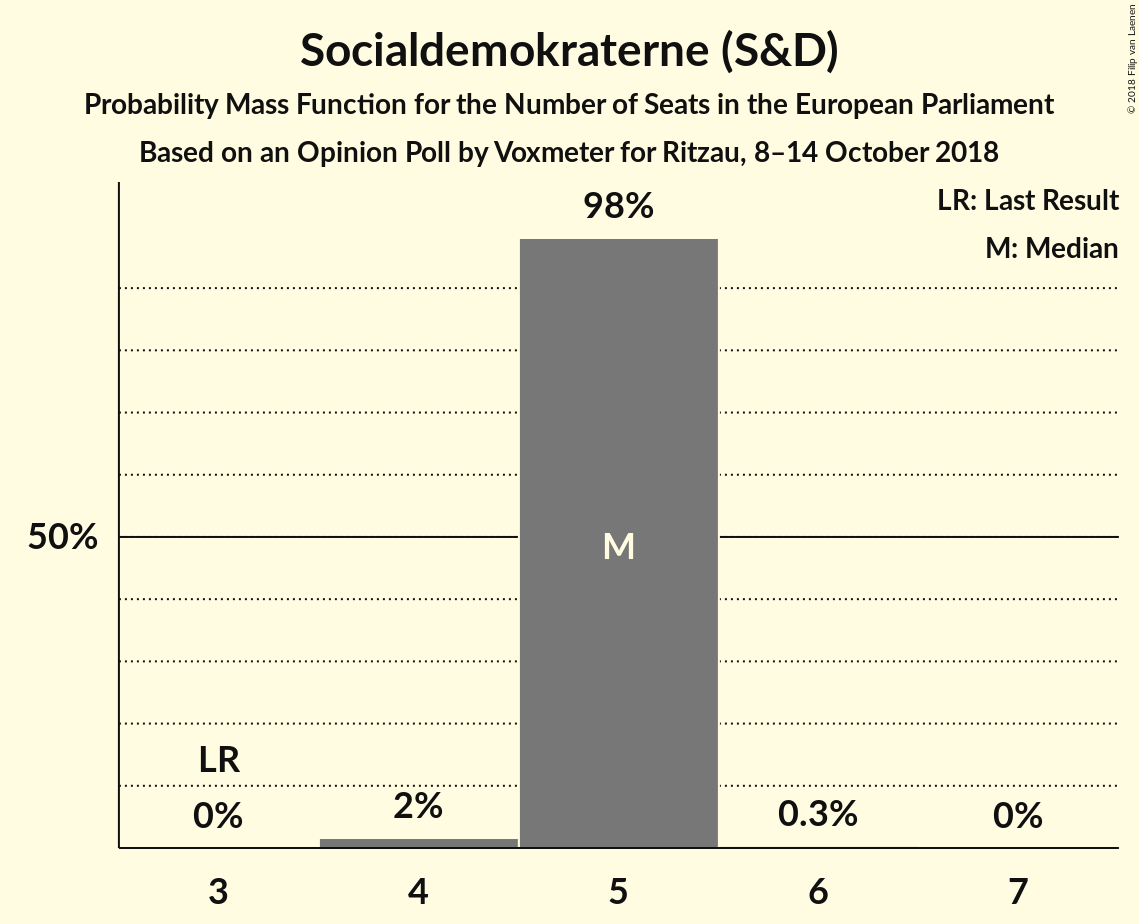 Socialdemokraterne (S&D)
Probability Mass Function for the Number of Seats in the European Parliament
Based on an Opinion Poll by Voxmeter for Ritzau, 8–14 October 2018
© 2018 Filip van Laenen
LR: Last Result
M: Median
98%
50%
M
LR
0%
2%
0.3%
0%
3
4
5
6
7